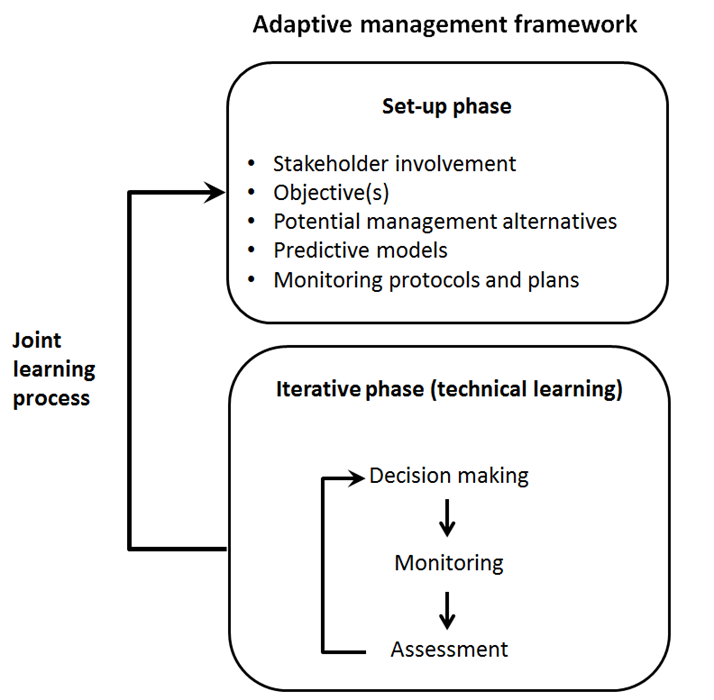 Adaptive management framework
Set-up phase
• Stakeholder involvement
• Objective(s)
• Potential management alternatives
• Predictive models
• Monitoring protocols and plans
Joint
learning
process
Iterative phase (technical learning)
Decision making
Monitoring
Assessment